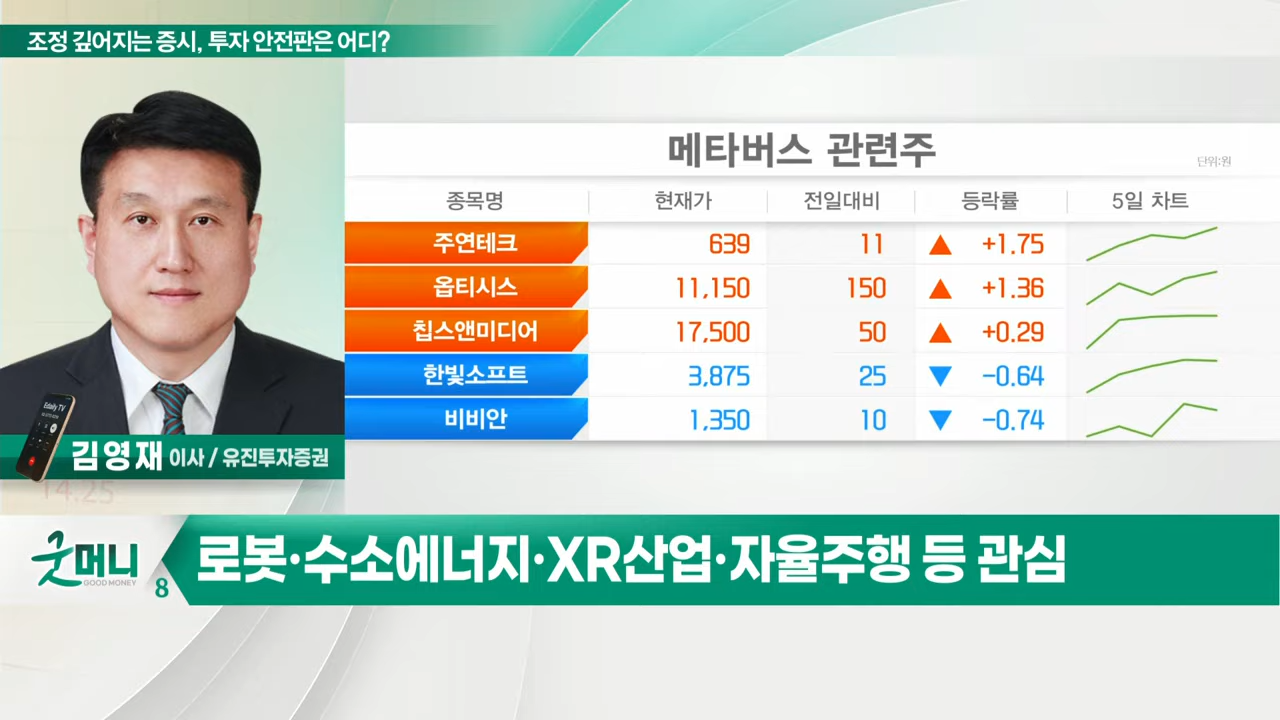 조정 깊어지는 증시, 투자 안전판은 어디?
메타버스 관련주
단위:원
종목명 현재가 전일대비 등락률 5일 차트
주연테크 639 11 ▲ +1.75
옵티시스 11,150 150 ▲ +1.36
칩스앤미디어 17,500 50 ▲ +0.29
한빛소프트 3,875 25 ▼ -0.64
비비안 1,350 10 ▼ -0.74
Edaily TV
김영재 이사 / 유진투자증권
14.25
굿머니
GOOD MONEY
8
로봇·수소에너지·XR산업·자율주행 등 관심